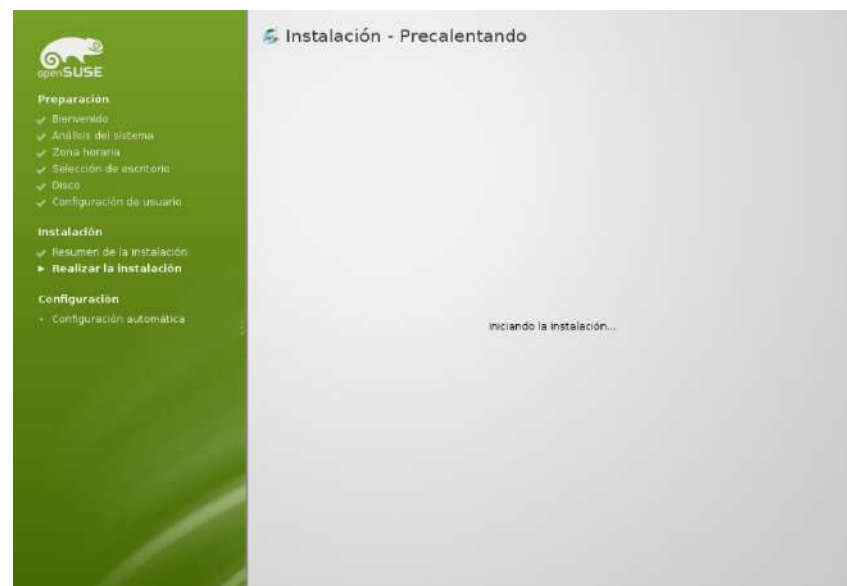 openSUSE
Preparación
Bienvenido
Análisis del sistema
Zona horaria
Selección de escritorio
Disco
Configuración de usuario
Instalación
Resumen de la instalación
Realizar la instalación
Configuración
Configuración automática
Instalación - Precalentando
Iniciando la instalación...